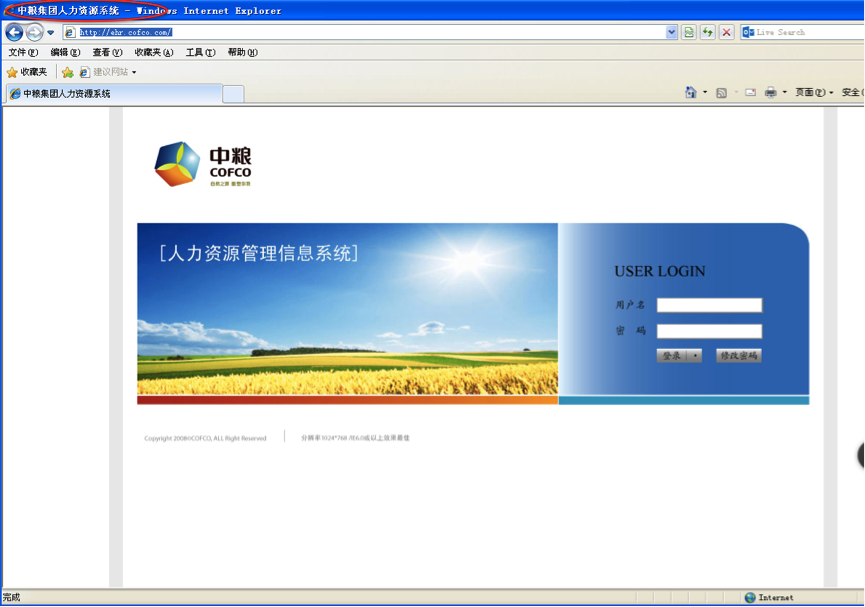 中粮集团人力资源系统 - Windows Internet Explorer
http://ehr.cofco.com/
Live Search
文件(F) 编辑(E) 查看(V) 收藏夹(A) 工具(T) 帮助(H)
收藏夹 建议网站
中粮集团人力资源系统 页面(P) 安全(
中粮
COFCO
自然之源 重塑你我
[人力资源管理信息系统]
USER LOGIN
用户名
密 码
登录 修改密码
Copyright 2008©COFCO, ALL Right Reserved 分辨率1024*768 /IE6.0或以上效果最佳
完成 Internet